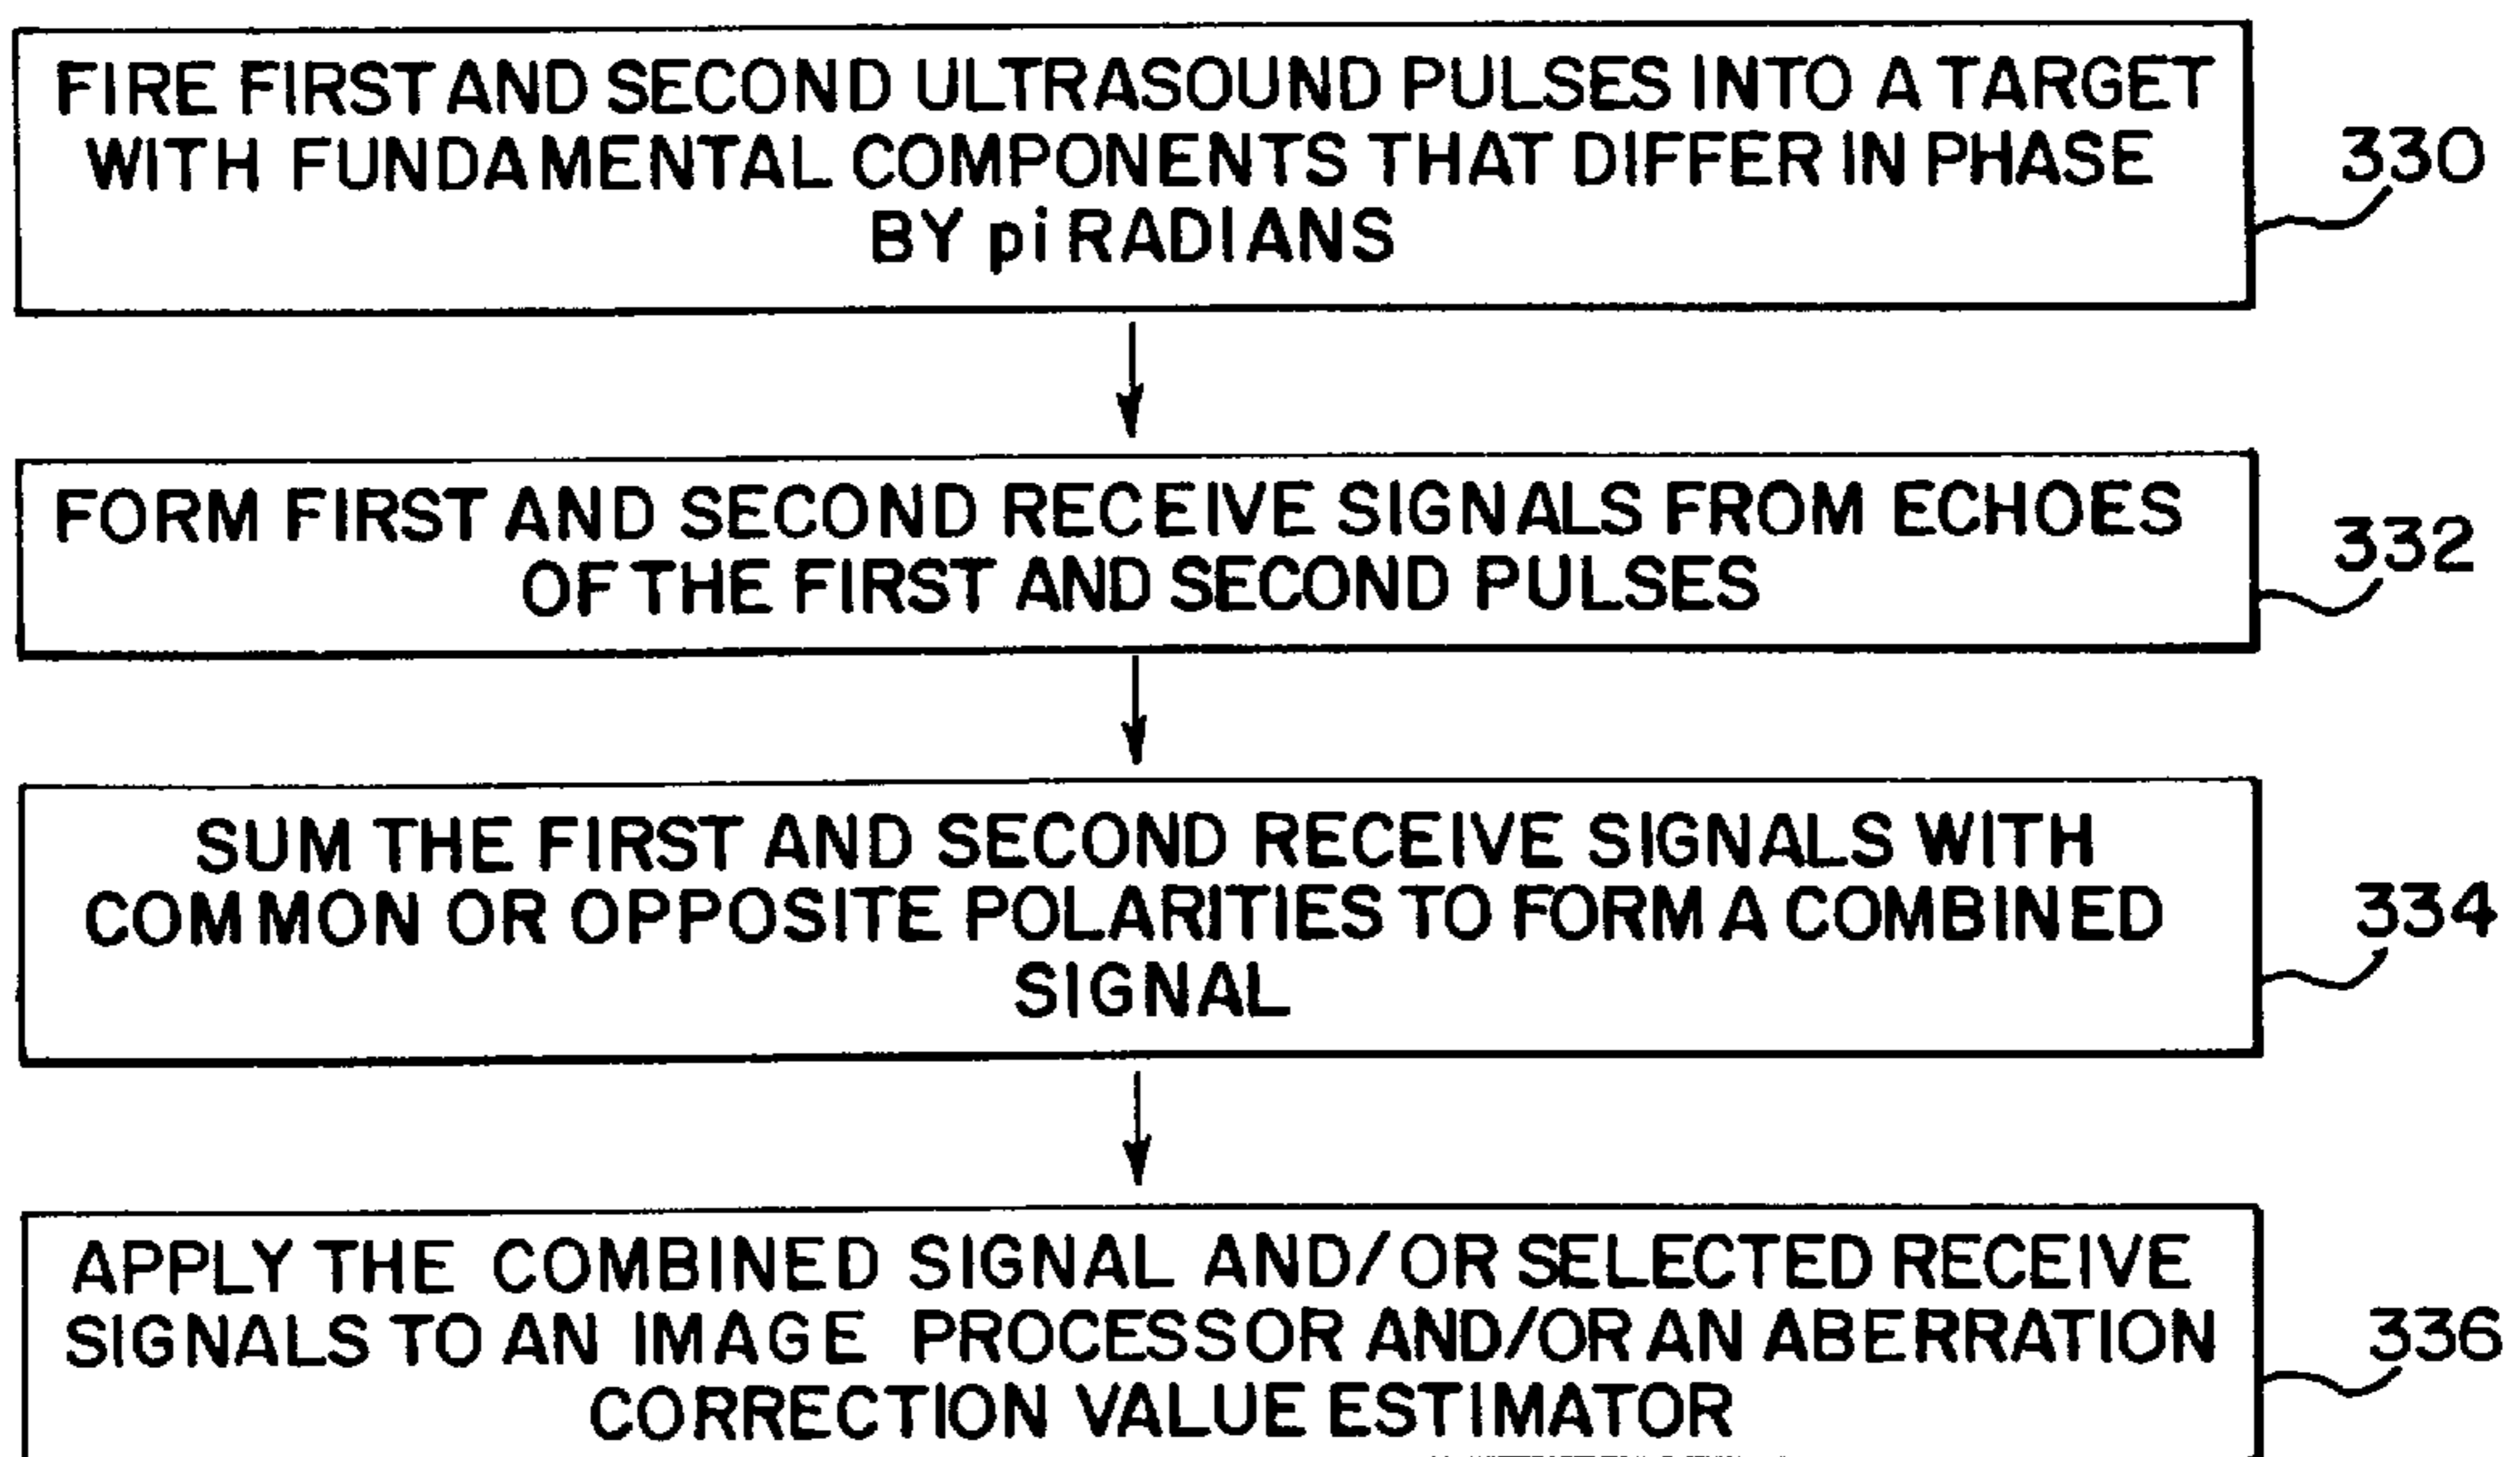 FIRE FIRST AND SECOND ULTRASOUND PULSES INTO A TARGET
WITH FUNDAMENTAL COMPONENTS THAT DIFFER IN PHASE
BY pi RADIANS
330
FORM FIRST AND SECOND RECEIVE SIGNALS FROM ECHOES
OF THE FIRST AND SECOND PULSES
332
SUM THE FIRST AND SECOND RECEIVE SIGNALS WITH
COMMON OR OPPOSITE POLARITIES TO FORM A COMBINED
SIGNAL
334
APPLY THE COMBINED SIGNAL AND/OR SELECTED RECEIVE
SIGNALS TO AN IMAGE PROCESSOR AND/OR AN ABERRATION
CORRECTION VALUE ESTIMATOR
336